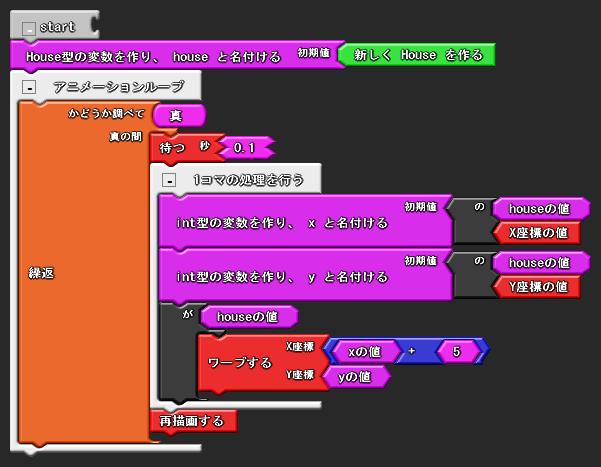 - start
House型の変数を作り、 house と名付ける 初期値 新しく House を作る
- アニメーションループ
かどうか調べて 真
真の間
待つ 秒 0.1
- 1コマの処理を行う
int型の変数を作り、 x と名付ける 初期値 の houseの値
X座標の値
int型の変数を作り、 y と名付ける 初期値 の houseの値
Y座標の値
繰返
が houseの値
ワープする X座標 xの値 + 5
Y座標 yの値
再描画する